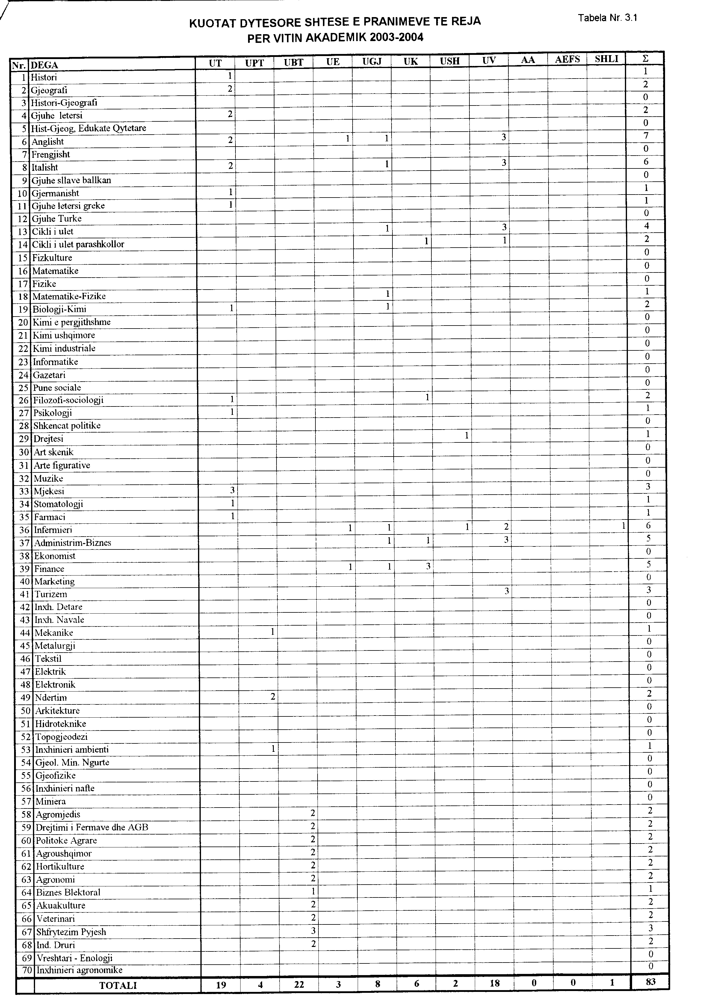 Tabela Nr. 3.1
KUOTAT DYTESORE SHTESE E PRANIMEVE TE REJA
PER VITIN AKADEMIK 2003-2004
Nr. DEGA UT UPT UBT UE UGJ UK USH UV AA AEFS SHLI Σ
1 Histori 1 1
2 Gjeografi 2 2
3 Histori-Gjeografi 0
4 Gjuhe letersi 2 2
5 Hist-Gjeog, Edukate Qytetare 0
6 Anglisht 2 1 1 3 7
7 Frengjisht 0
8 Italisht 2 1 3 6
9 Gjuhe sllave ballkan 0
10 Gjermanisht 1 1
11 Gjuhe letersi greke 1 1
12 Gjuhe Turke 0
13 Cikli i ulet 1 3 4
14 Cikli i ulet parashkollor 1 1 2
15 Fizkulture 0
16 Matematike 0
17 Fizike 0
18 Matematike-Fizike 1 1
19 Biologji-Kimi 1 1 2
20 Kimi e pergjithshme 0
21 Kimi ushqimore 0
22 Kimi industriale 0
23 Informatike 0
24 Gazetari 0
25 Pune sociale 0
26 Filozofi-sociologji 1 1 2
27 Psikologji 1 1
28 Shkencat politike 0
29 Drejtesi 1 1
30 Art skenik 0
31 Arte figurative 0
32 Muzike 0
33 Mjekesi 3 3
34 Stomatologji 1 1
35 Farmaci 1 1
36 Infermieri 1 1 1 2 1 6
37 Administrim-Biznes 1 1 3 5
38 Ekonomist 0
39 Finance 1 1 3 5
40 Marketing 0
41 Turizem 3 3
42 Inxh. Detare 0
43 Inxh. Navale 0
44 Mekanike 1 1
45 Metalurgji 0
46 Tekstil 0
47 Elektrik 0
48 Elektronik 0
49 Ndertim 2 2
50 Arkitekture 0
51 Hidroteknike 0
52 Topogjeodezi 0
53 Inxhinieri ambienti 1 1
54 Gjeol. Min. Ngurte 0
55 Gjeofizike 0
56 Inxhinieri nafte 0
57 Miniera 0
58 Agromjedis 2 2
59 Drejtimi i Fermave dhe AGB 2 2
60 Politoke Agrare 2 2
61 Agroushqimor 2 2
62 Hortikulture 2 2
63 Agronomi 2 2
64 Biznes Blektoral 1 1
65 Akuakulture 2 2
66 Veterinari 2 2
67 Shfrytezim Pyjesh 3 3
68 Ind. Druri 2 2
69 Vreshtari - Enologji 0
70 Inxhinieri agronomike 0
TOTALI 19 4 22 3 8 6 2 18 0 0 1 83